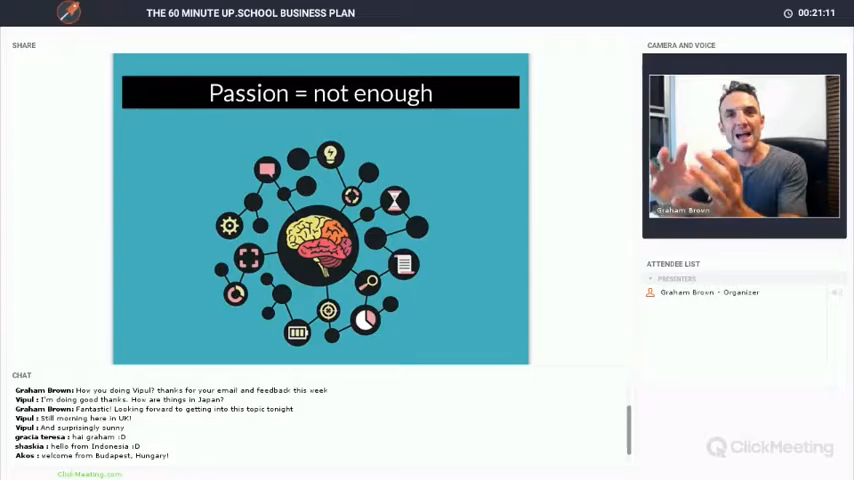 THE 60 MINUTE UP.SCHOOL BUSINESS PLAN
00:21:11
SHARE
Passion = not enough
CAMERA AND VOICE
Graham Brown
ATTENDEE LIST
PRESENTERS
Graham Brown - Organizer
CHAT
Graham Brown: How you doing Vipul? thanks for your email and feedback this week
Vipul : I'm doing good thanks. How are things in Japan?
Graham Brown: Fantastic! Looking forward to getting into this topic tonight
Vipul : Still morning here in UK!
Vipul : And surprisingly sunny
gracia teresa : hai graham :D
shaskia : hello from Indonesia :D
Akos : welcome from Budapest, Hungary!
ClickMeeting.com
ClickMeeting